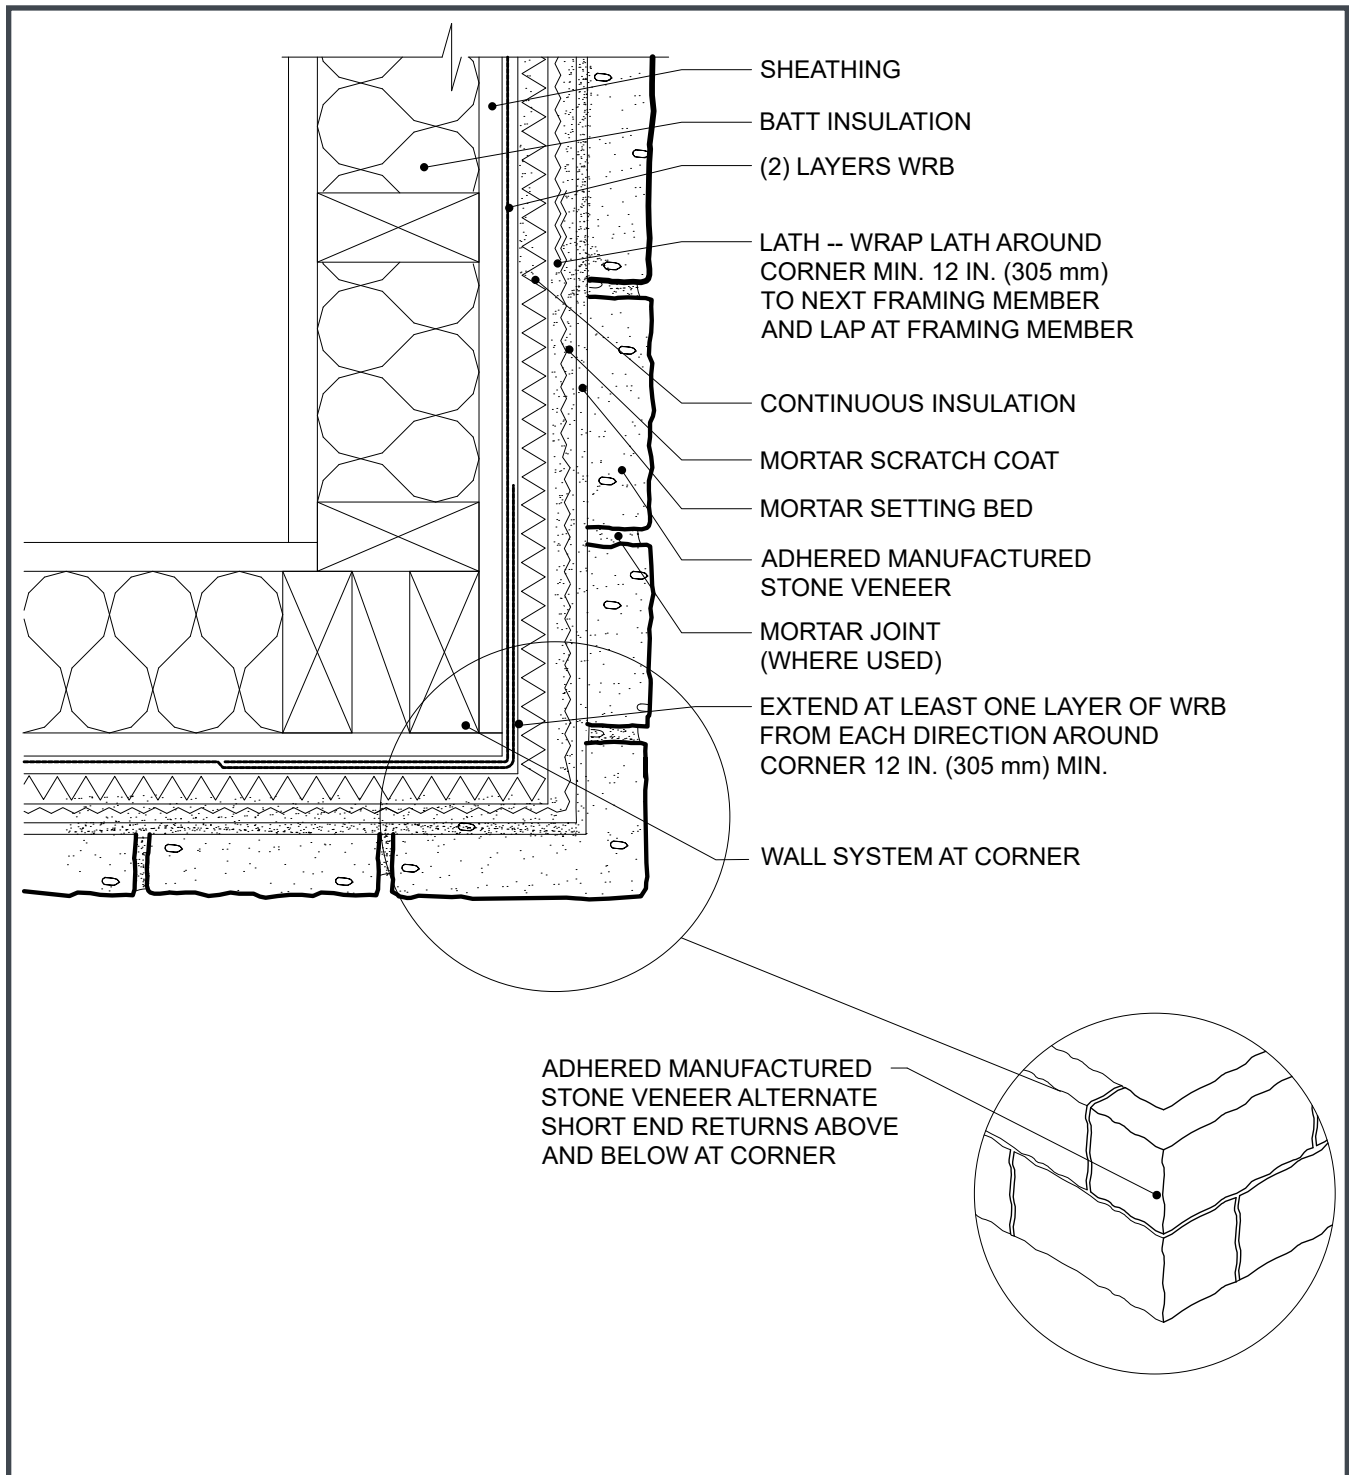 SHEATHING
BATT INSULATION
(2) LAYERS WRB
LATH -- WRAP LATH AROUND
CORNER MIN. 12 IN. (305 mm)
TO NEXT FRAMING MEMBER
AND LAP AT FRAMING MEMBER
CONTINUOUS INSULATION
MORTAR SCRATCH COAT
MORTAR SETTING BED
ADHERED MANUFACTURED
STONE VENEER
MORTAR JOINT
(WHERE USED)
EXTEND AT LEAST ONE LAYER OF WRB
FROM EACH DIRECTION AROUND
CORNER 12 IN. (305 mm) MIN.
WALL SYSTEM AT CORNER
ADHERED MANUFACTURED
STONE VENEER ALTERNATE
SHORT END RETURNS ABOVE
AND BELOW AT CORNER